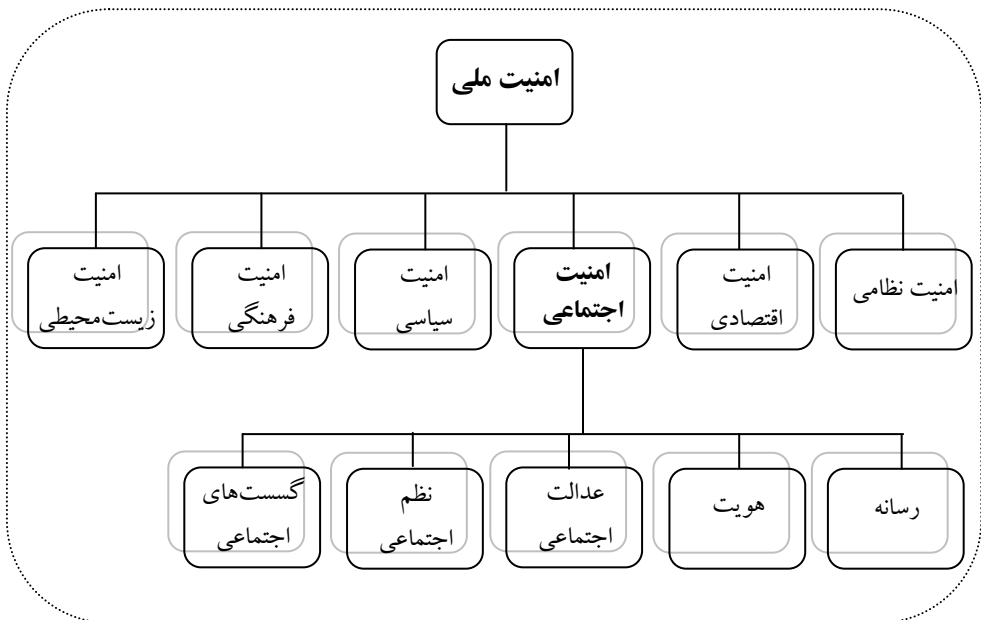 امنیت ملی
امنیت نظامی
امنیت
اقتصادی
امنیت
اجتماعی
امنیت
سیاسی
امنیت
فرهنگی
امنیت
زیست‌محیطی
رسانه
هویت
عدالت
اجتماعی
نظم
اجتماعی
گسست‌های
اجتماعی